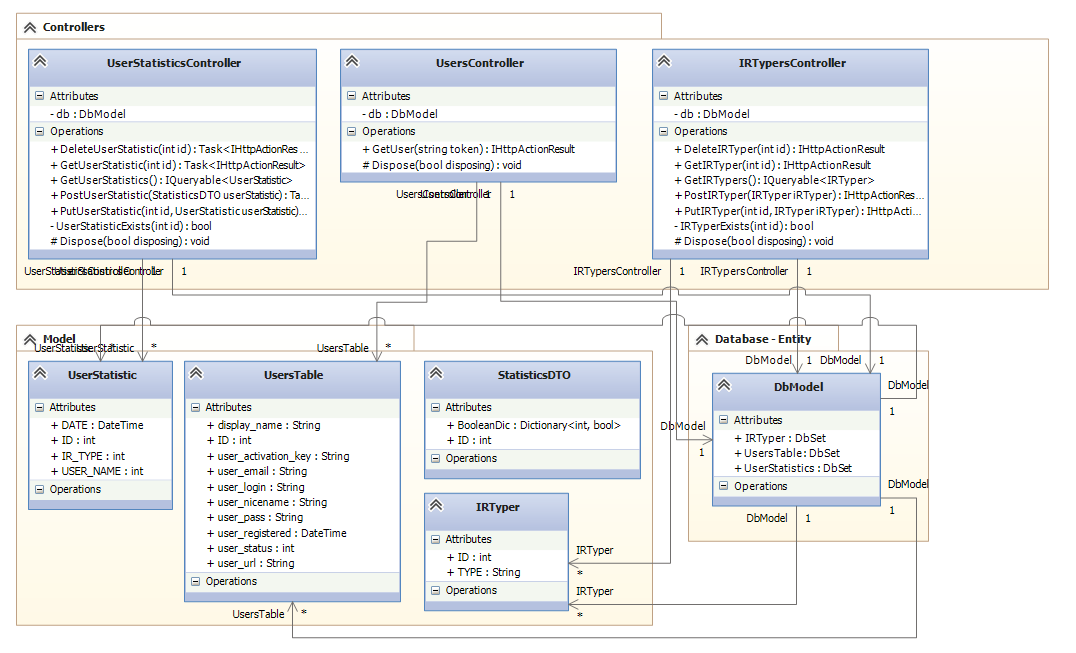 Controllers
UserStatisticsController
Attributes
- db : DbModel
Operations
+ DeleteUserStatistic(int id) : Task<IHttpActionRes ...
+ GetUserStatistic(int id) : Task<IHttpActionResult>
+ GetUserStatistics() : IQueryable<UserStatistic>
+ PostUserStatistic(StatisticsDTO userStatistic) : Ta...
+ PutUserStatistic(int id, UserStatistic userStatistic)...
- UserStatisticExists(int id) : bool
# Dispose(bool disposing) : void
UsersController
Attributes
- db : DbModel
Operations
+ GetUser(string token) : IHttpActionResult
# Dispose(bool disposing) : void
IRTypersController
Attributes
- db : DbModel
Operations
+ DeleteIRTyper(int id) : IHttpActionResult
+ GetIRTyper(int id) : IHttpActionResult
+ GetIRTypers() : IQueryable<IRTyper>
+ PostIRTyper(IRTyper iRTyper) : IHttpActionRes...
+ PutIRTyper(int id, IRTyper iRTyper) : IHttpActi...
- IRTyperExists(int id) : bool
# Dispose(bool disposing) : void
UsersController 1
UserStatisticsController 1
IRTypersController 1
IRTypersController 1
Model
UserStatistic *
UsersTable *
Database - Entity
DbModel 1
DbModel 1
UserStatistic
Attributes
+ DATE : DateTime
+ ID : int
+ IR_TYPE : int
+ USER_NAME : int
Operations
UsersTable
Attributes
+ display_name : String
+ ID : int
+ user_activation_key : String
+ user_email : String
+ user_login : String
+ user_nicename : String
+ user_pass : String
+ user_registered : DateTime
+ user_status : int
+ user_url : String
Operations
UsersTable *
StatisticsDTO
Attributes
+ BooleanDic : Dictionary<int, bool>
+ ID : int
Operations
IRTyper
Attributes
+ ID : int
+ TYPE : String
Operations
IRTyper
*
IRTyper
*
DbModel
1
DbModel
Attributes
+ IRTyper : DbSet
+ UsersTable: DbSet
+ UserStatistics : DbSet
Operations
DbModel
1
DbModel
1
DbModel 1